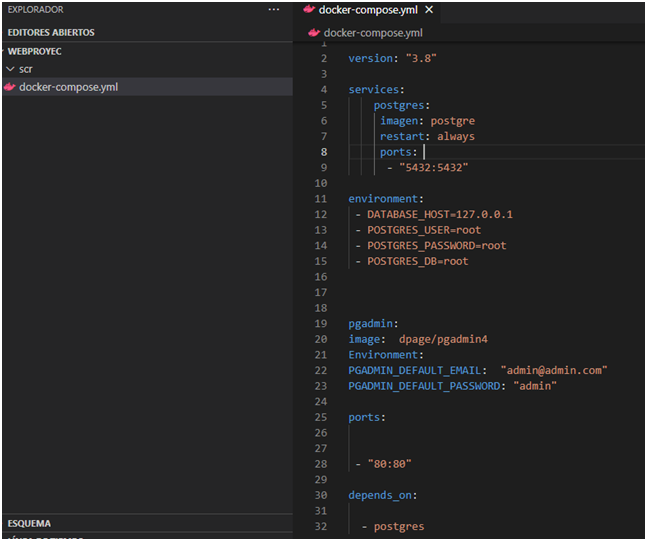 EXPLORADOR
···
EDITORES ABIERTOS
WEBPROYEC
scr
docker-compose.yml
docker-compose.yml ×
docker-compose.yml
1
2 version: "3.8"
3
4 services:
5 postgres:
6 imagen: postgre
7 restart: always
8 ports:
9 - "5432:5432"
10
11 environment:
12 - DATABASE_HOST=127.0.0.1
13 - POSTGRES_USER=root
14 - POSTGRES_PASSWORD=root
15 - POSTGRES_DB=root
16
17
18
19 pgadmin:
20 image: dpage/pgadmin4
21 Environment:
22 PGADMIN_DEFAULT_EMAIL: "admin@admin.com"
23 PGADMIN_DEFAULT_PASSWORD: "admin"
24
25 ports:
26
27
28 - "80:80"
29
30 depends_on:
31
32 - postgres
ESQUEMA